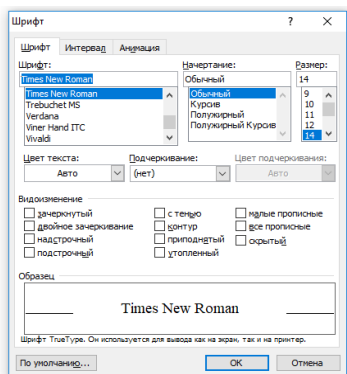 Шрифт ? ×
Шрифт Интервал Анимация
Шрифт: Начертание: Размер:
Times New Roman Обычный 14
Times New Roman Обычный 9
Trebuchet MS Курсив 10
Verdana Полужирный 11
Viner Hand ITC Полужирный Курсив 12
Vivaldi 14
Цвет текста: Подчеркивание: Цвет подчеркивания:
Авто (нет) Авто
Видоизменение
зачеркнутый с тенью малые прописные
двойное зачеркивание контур все прописные
надстрочный приподнятый скрытый
подстрочный утопленный
Образец
Times New Roman
Шрифт TrueType. Он используется для вывода как на экран, так и на принтер.
По умолчанию... ОК Отмена